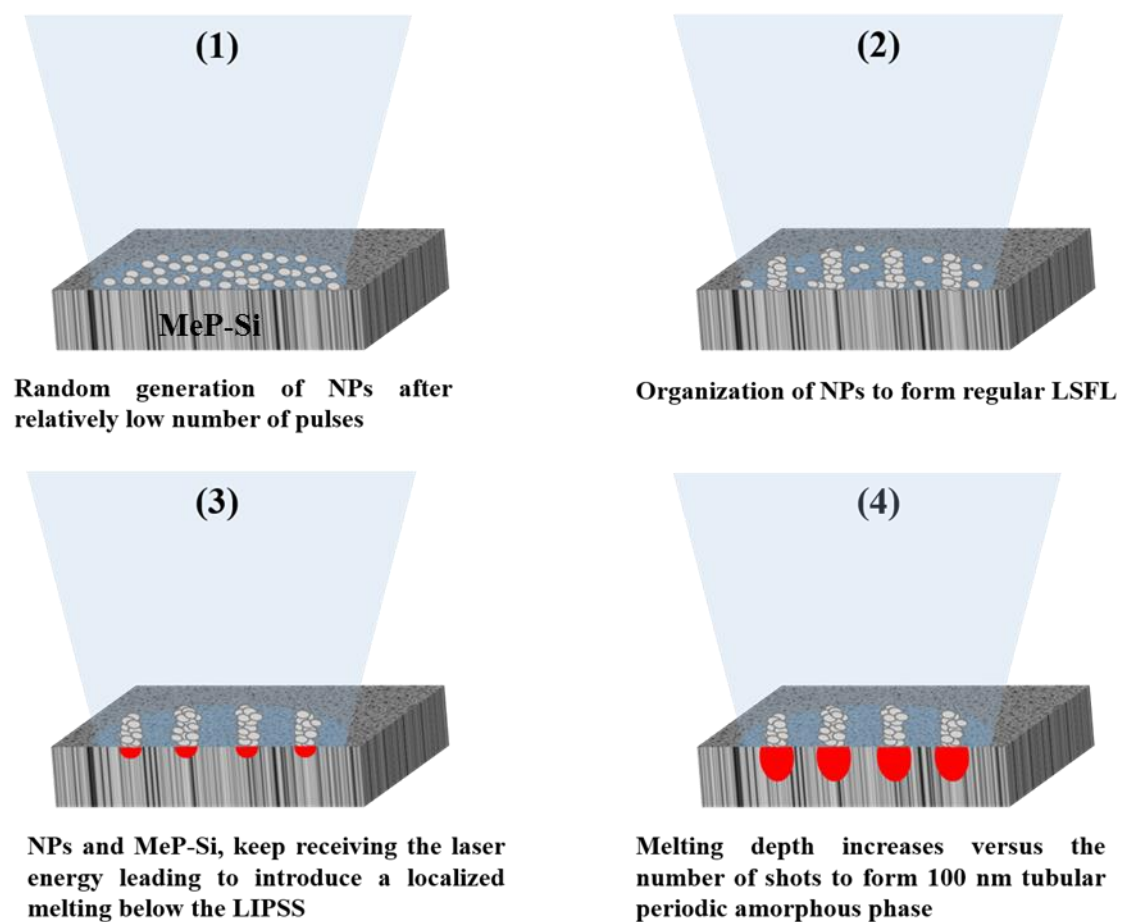 (1)
MeP-Si
Random generation of NPs after
relatively low number of pulses
(2)
Organization of NPs to form regular LSFL
(3)
NPs and MeP-Si, keep receiving the laser
energy leading to introduce a localized
melting below the LIPSS
(4)
Melting depth increases versus the
number of shots to form 100 nm tubular
periodic amorphous phase